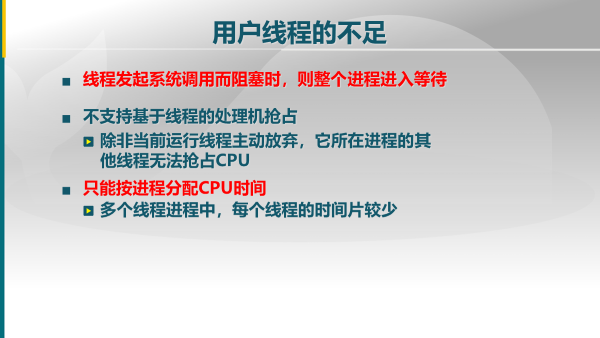 用户线程的不足
线程发起系统调用而阻塞时，则整个进程进入等待
不支持基于线程的处理机抢占
除非当前运行线程主动放弃，它所在进程的其
他线程无法抢占CPU
只能按进程分配CPU时间
多个线程进程中，每个线程的时间片较少